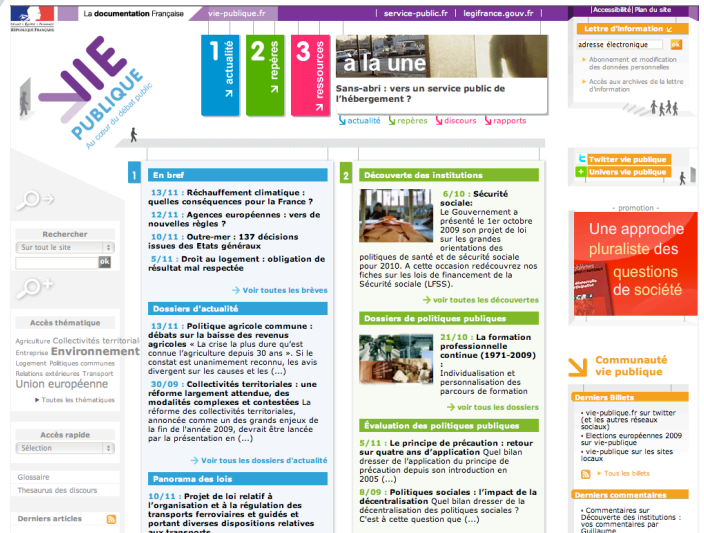 Liberté • Égalité • Fraternité
RÉPUBLIQUE FRANÇAISE
La documentation Française
vie-publique.fr
| service-public.fr | legifrance.gouv.fr |
|Accessibilité| Plan du site
VIE
PUBLIQUE
Au cœur du débat public
1 actualité
2 repères
3 ressources
à la une
Sans-abri : vers un service public de
l'hébergement ?
actualité repères discours rapports
Lettre d'information
adresse électronique ok
Abonnement et modification
des données personnelles
Accès aux archives de la lettre
d'information
Twitter vie publique
Univers vie publique
- promotion -
Une approche
pluraliste des
questions
de société
Communauté
vie publique
Derniers Billets
• vie-publique.fr sur twitter
(et les autres réseaux
sociaux)
• Elections européennes 2009
sur vie-publique
• vie-publique sur les sites
locaux
Tous les billets
Derniers commentaires
• Commentaires sur
Découverte des institutions :
vos commentaires par
Guillaume
Rechercher
Sur tout le site
ok
Accès thématique
Agriculture Collectivités territorial
Entreprise Environnement
Logement Politiques communes
Relations extérieures Transport
Union européenne
Toutes les thématiques
Accès rapide
Sélection
Glossaire
Thesaurus des discours
Derniers articles
1 En bref
13/11 : Réchauffement climatique :
quelles conséquences pour la France ?
12/11 : Agences européennes : vers de
nouvelles règles ?
10/11 : Outre-mer : 137 décisions
issues des Etats généraux
5/11 : Droit au logement : obligation de
résultat mal respectée
Voir toutes les brèves
Dossiers d'actualité
13/11 : Politique agricole commune :
débats sur la baisse des revenus
agricoles « La crise la plus dure qu'est
connue l'agriculture depuis 30 ans ». Si le
constat est unanimement reconnu, les avis
divergent sur les causes et les (...)
30/09 : Collectivités territoriales : une
réforme largement attendue, des
modalités complexes et contestées La
réforme des collectivités territoriales,
annoncée comme un des grands enjeux de
la fin de l'année 2009, devrait être lancée
par la présentation en (...)
Voir tous les dossiers d'actualité
Panorama des lois
10/11 : Projet de loi relatif à
l'organisation et à la régulation des
transports ferroviaires et guidés et
portant diverses dispositions relatives
aux transports
2 Découverte des institutions
6/10 : Sécurité
sociale:
Le Gouvernement a
présenté le 1er octobre
2009 son projet de loi
sur les grandes
orientations des
politiques de santé et de sécurité sociale
pour 2010. A cette occasion redécouvrez nos
fiches sur les lois de financement de la
Sécurité sociale (LFSS).
voir toutes les découvertes
Dossiers de politiques publiques
21/10 : La formation
professionnelle
continue (1971-2009)
:
Individualisation et
personnalisation des
parcours de formation
voir tous les dossiers
Évaluation des politiques publiques
5/11 : Le principe de précaution : retour
sur quatre ans d'application Quel bilan
dresser de l'application du principe de
précaution depuis son introduction en
2005 (...)
8/09 : Politiques sociales : l'impact de la
décentralisation Quel bilan dresser de la
décentralisation des politiques sociales ?
C'est à cette question que (...)